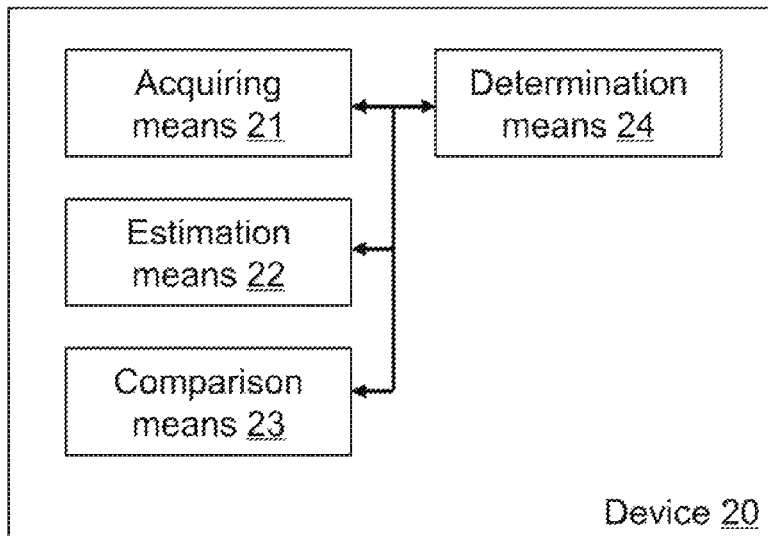 Acquiring
means 21
Determination
means 24
Estimation
means 22
Comparison
means 23
Device 20